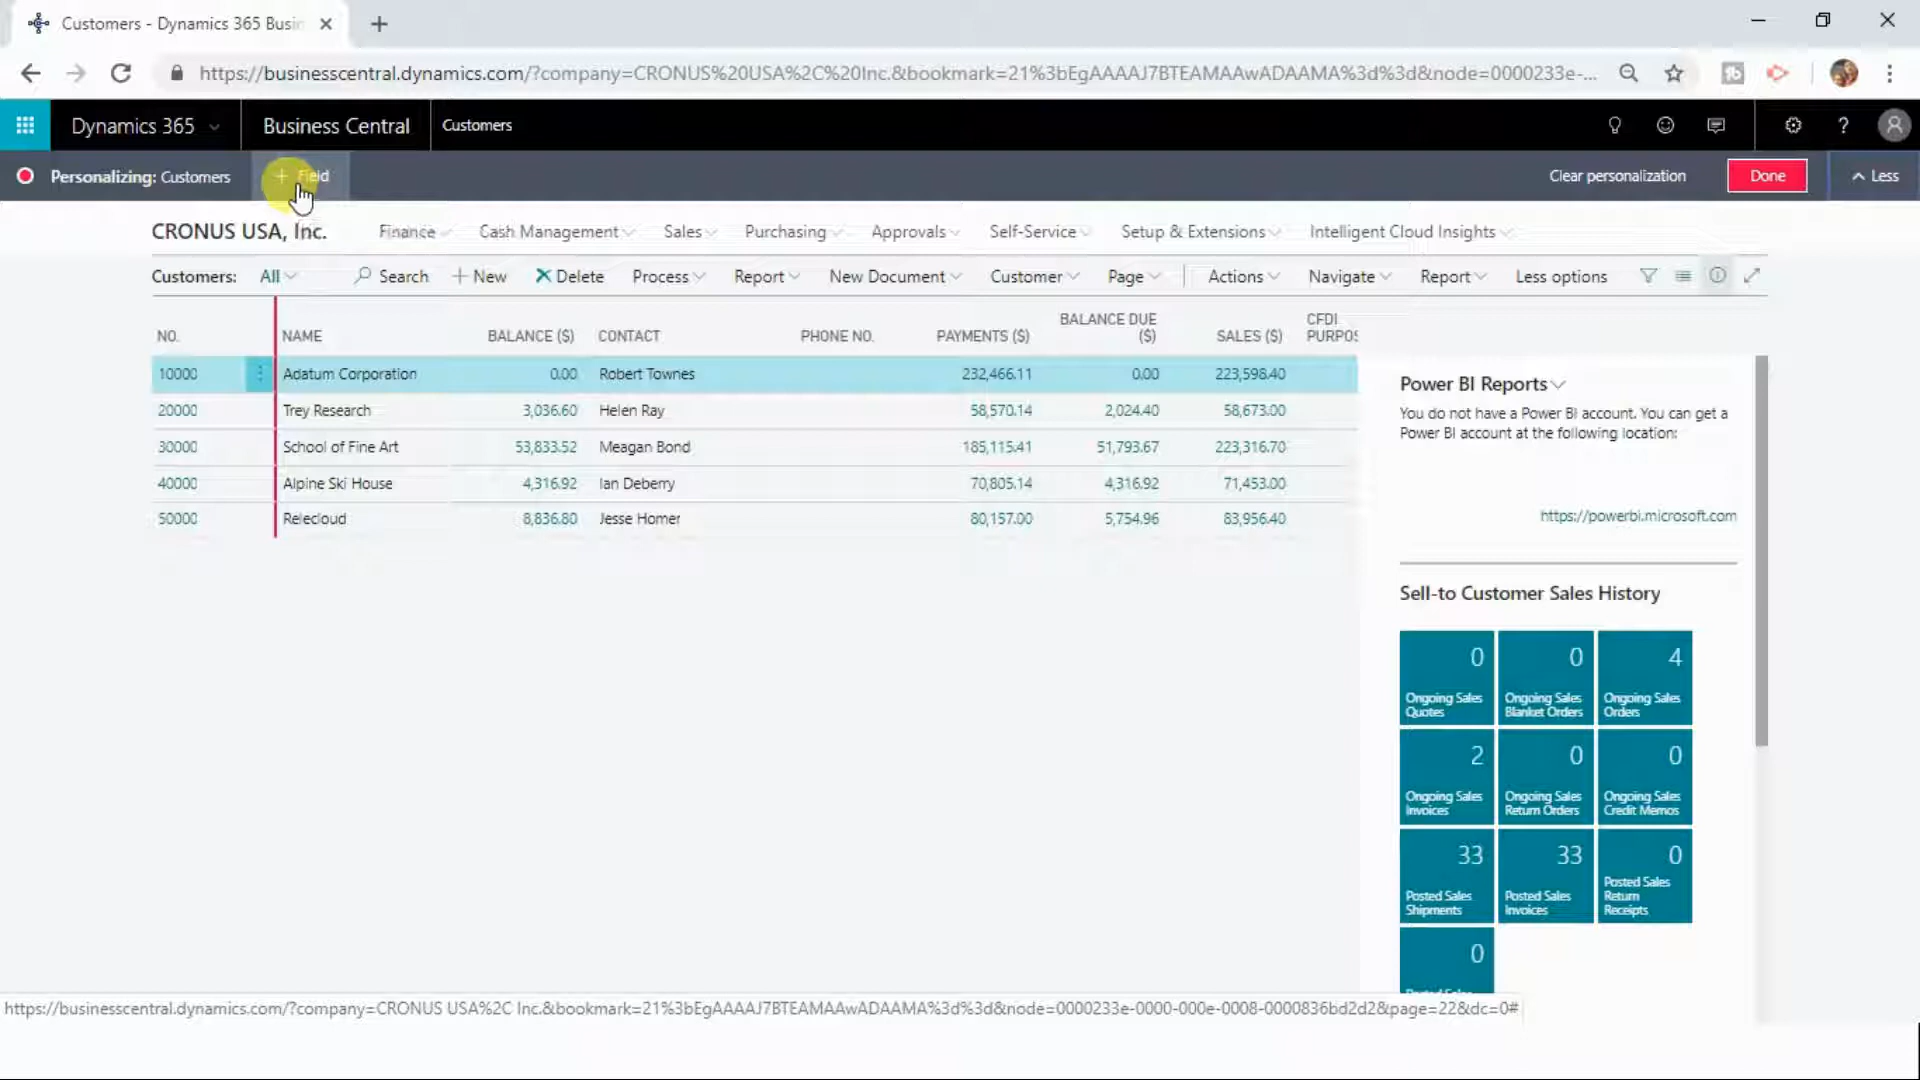 Customers - Dynamics 365 Busin
https://businesscentral.dynamics.com/?company=CRONUS%20USA%2C%20Inc.&bookmark=21%3bEgAAAAJ7BTEAMAAwADAAMA%3d%3d&node=0000233e-...
Dynamics 365 Business Central Customers
Personalizing: Customers + Field Clear personalization Done Less
CRONUS USA, Inc. Finance Cash Management Sales Purchasing Approvals Self-Service Setup & Extensions Intelligent Cloud Insights
Customers: All Search + New Delete Process Report New Document Customer Page Actions Navigate Report Less options
NO. NAME BALANCE ($) CONTACT PHONE NO. PAYMENTS ($) BALANCE DUE ($) SALES ($) CFDI PURPOS
10000 Adatum Corporation 0.00 Robert Townes 232,466.11 0.00 223,598.40
20000 Trey Research 3,036.60 Helen Ray 58,570.14 2,024.40 58,673.00
30000 School of Fine Art 53,833.52 Meagan Bond 185,115.41 51,793.67 223,316.70
40000 Alpine Ski House 4,316.92 Ian Deberry 70,805.14 4,316.92 71,453.00
50000 Relecloud 8,836.80 Jesse Homer 80,157.00 5,754.96 83,956.40
Power BI Reports
You do not have a Power BI account. You can get a
Power BI account at the following location:
https://powerbi.microsoft.com
Sell-to Customer Sales History
0 0 4
Ongoing Sales Quotes
Ongoing Sales Blanket Orders
Ongoing Sales Orders
2 0 0
Ongoing Sales Invoices
Ongoing Sales Return Orders
Ongoing Sales Credit Memos
33 33 0
Posted Sales Shipments
Posted Sales Invoices
Posted Sales Return Receipts
0
https://businesscentral.dynamics.com/?company=CRONUS USA%2C Inc.&bookmark=21%3bEgAAAAJ7BTEAMAAwADAAMA%3d%3d&node=0000233e-0000-000e-0008-0000836bd2d2&page=22&dc=0#